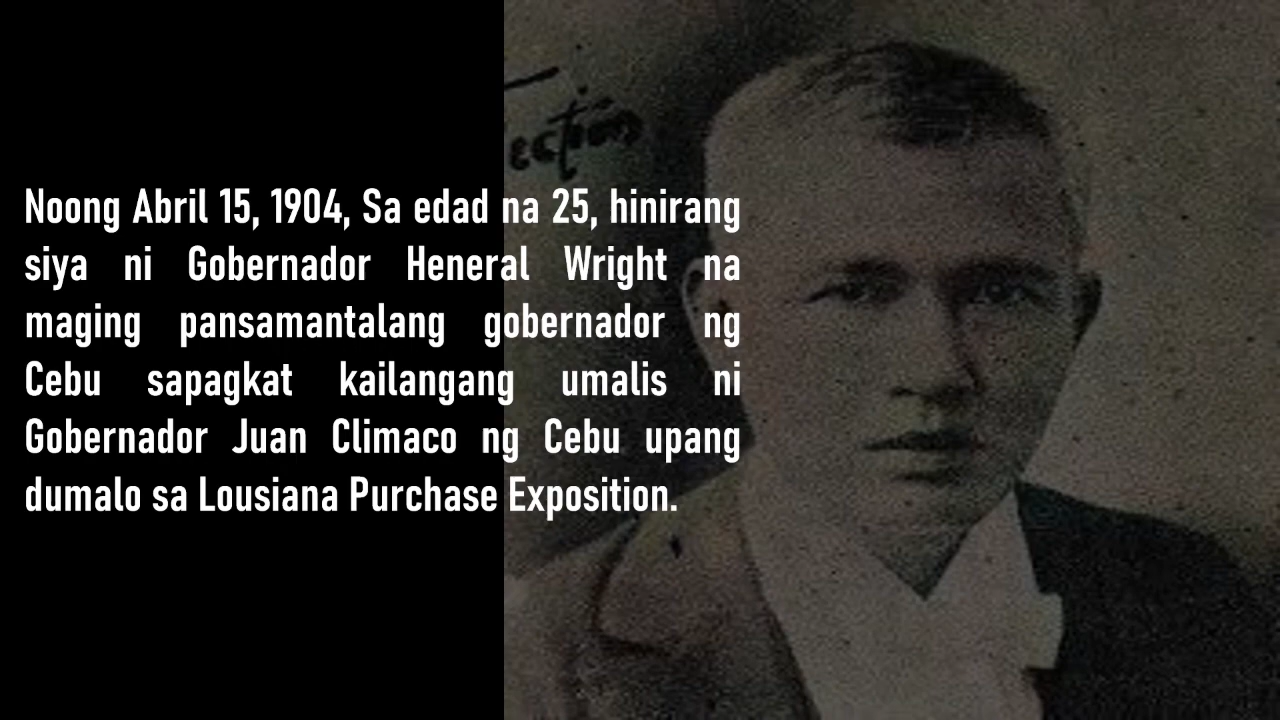 ection
Noong Abril 15, 1904, Sa edad na 25, hinirang
siya ni Gobernador Heneral Wright na
maging pansamantalang gobernador ng
Cebu sapagkat kailangang umalis ni
Gobernador Juan Climaco ng Cebu upang
dumalo sa Lousiana Purchase Exposition.